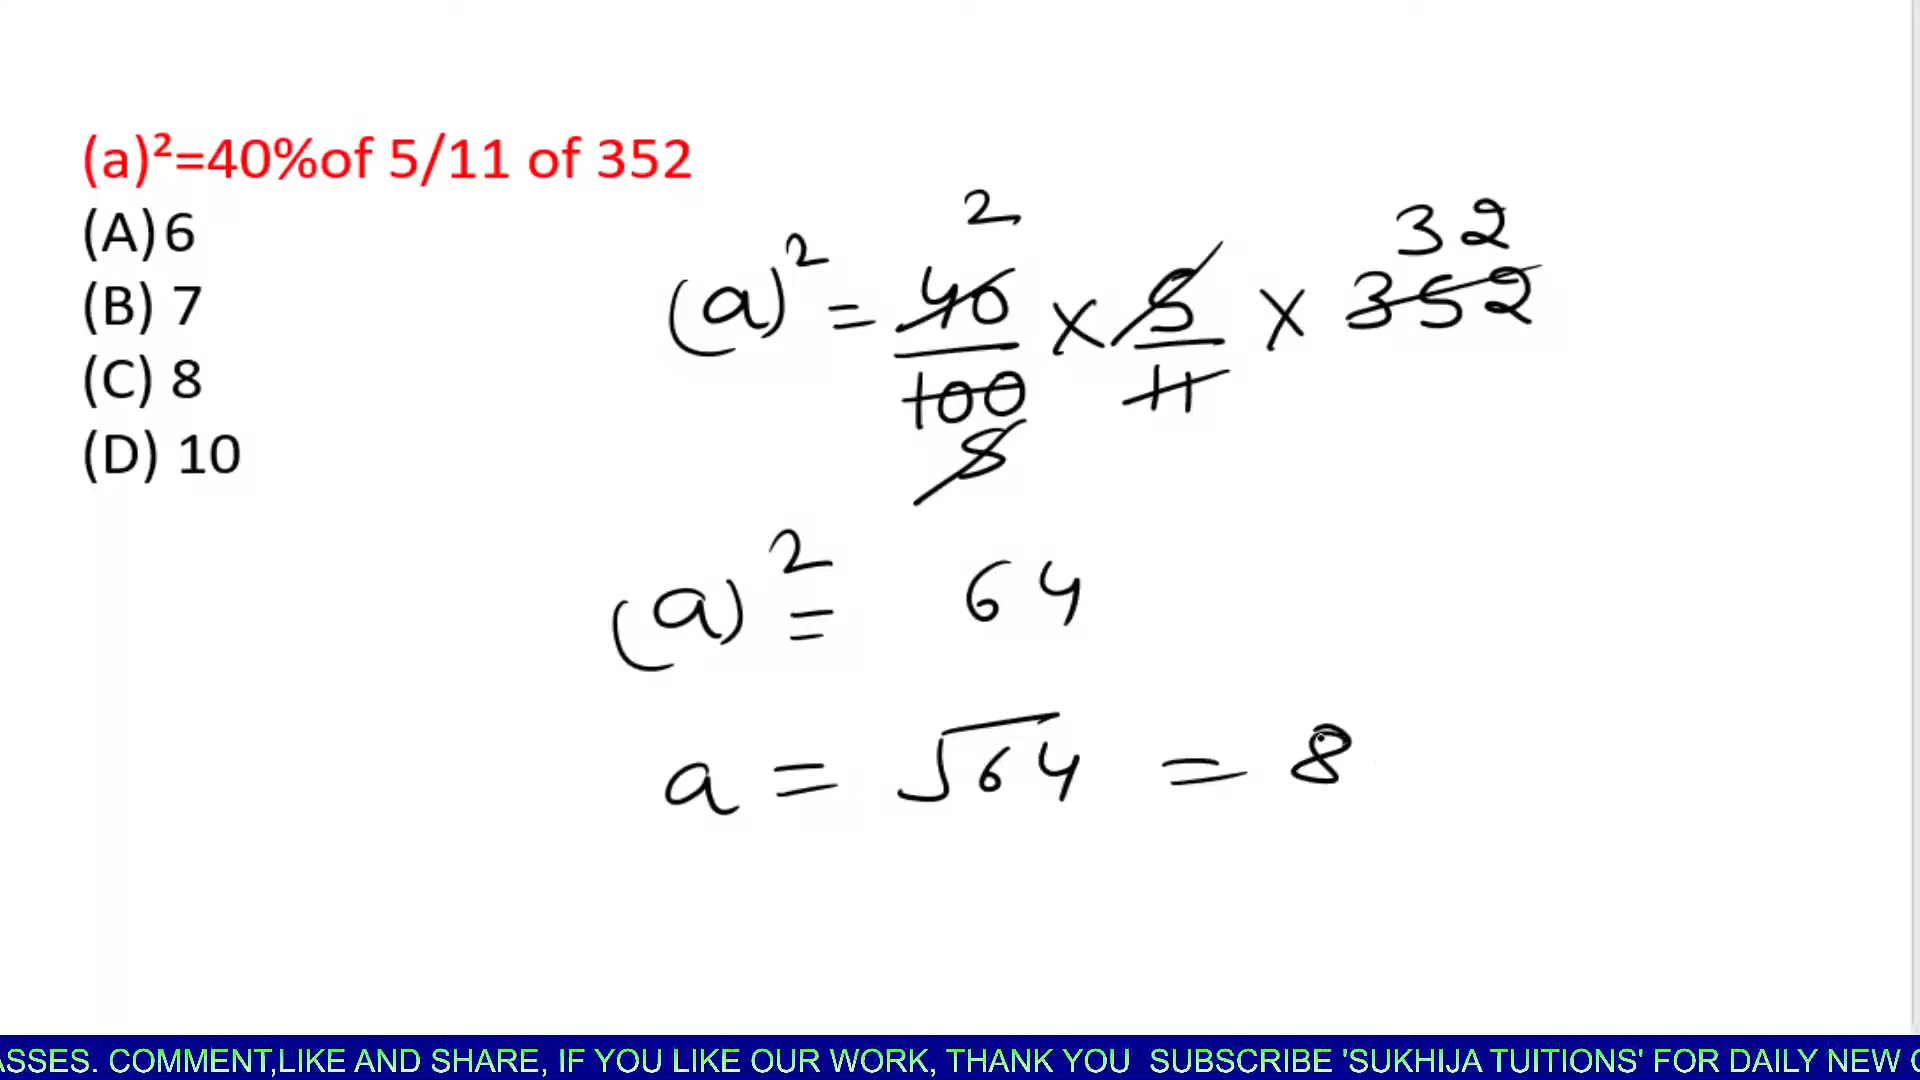 (a)²=40%of 5/11 of 352
(A) 6
(B) 7
(C) 8
(D) 10
2 32
(a)² = 40/100 × 5/11 × 352
5
(a)² = 64
a = √64 = 8
ASSES. COMMENT,LIKE AND SHARE, IF YOU LIKE OUR WORK, THANK YOU SUBSCRIBE 'SUKHIJA TUITIONS' FOR DAILY NEW